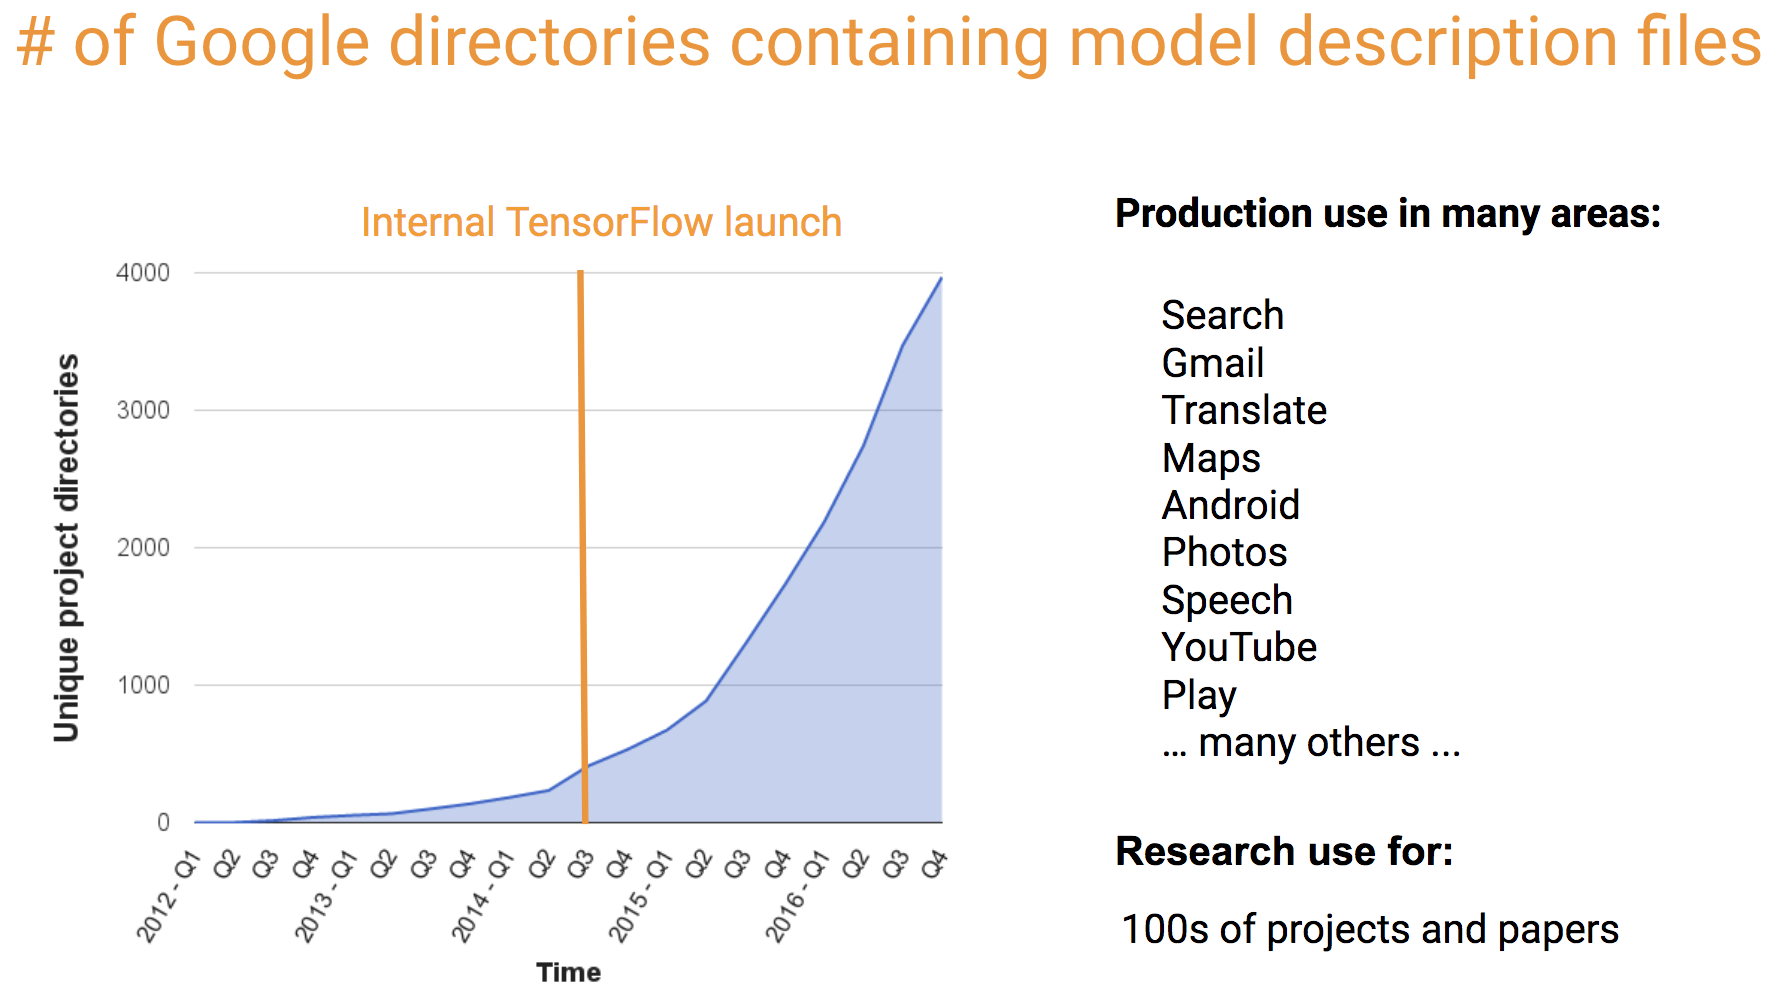 # of Google directories containing model description files
Internal TensorFlow launch
4000
3000
2000
1000
0
Unique project directories
2012 - Q1
Q2
Q3
Q4
2013 - Q1
Q2
Q3
Q4
2014 - Q1
Q2
Q3
Q4
2015 - Q1
Q2
Q3
Q4
2016 - Q1
Q2
Q3
Q4
Time
Production use in many areas:
Search
Gmail
Translate
Maps
Android
Photos
Speech
YouTube
Play
... many others ...
Research use for:
100s of projects and papers